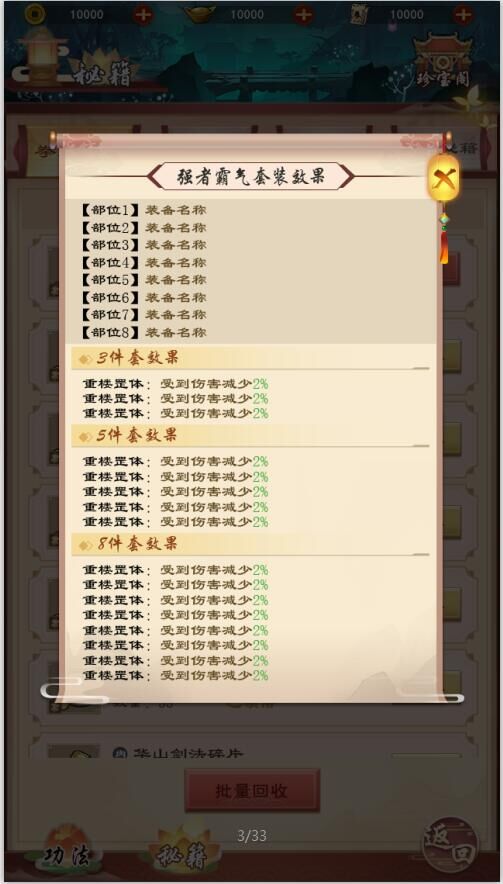 10000
10000
10000
秘籍
珍宝阁
强者霸气套装效果
【部位1】装备名称
【部位2】装备名称
【部位3】装备名称
【部位4】装备名称
【部位5】装备名称
【部位6】装备名称
【部位7】装备名称
【部位8】装备名称
3件套效果
重楼罡体：受到伤害减少2%
重楼罡体：受到伤害减少2%
重楼罡体：受到伤害减少2%
5件套效果
重楼罡体：受到伤害减少2%
重楼罡体：受到伤害减少2%
重楼罡体：受到伤害减少2%
重楼罡体：受到伤害减少2%
重楼罡体：受到伤害减少2%
8件套效果
重楼罡体：受到伤害减少2%
重楼罡体：受到伤害减少2%
重楼罡体：受到伤害减少2%
重楼罡体：受到伤害减少2%
重楼罡体：受到伤害减少2%
重楼罡体：受到伤害减少2%
重楼罡体：受到伤害减少2%
重楼罡体：受到伤害减少2%
华山剑法碎片
批量回收
3/33
功法
秘籍
返回